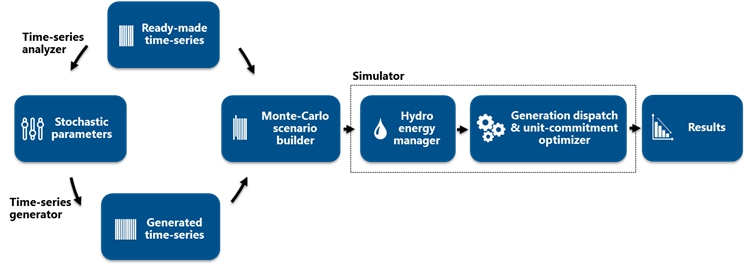 Ready-made
time-series
Time-series
analyzer
Stochastic
parameters
Time-series
generator
Generated
time-series
Monte-Carlo
scenario
builder
Simulator
Hydro
energy
manager
Generation dispatch
& unit-commitment
optimizer
Results